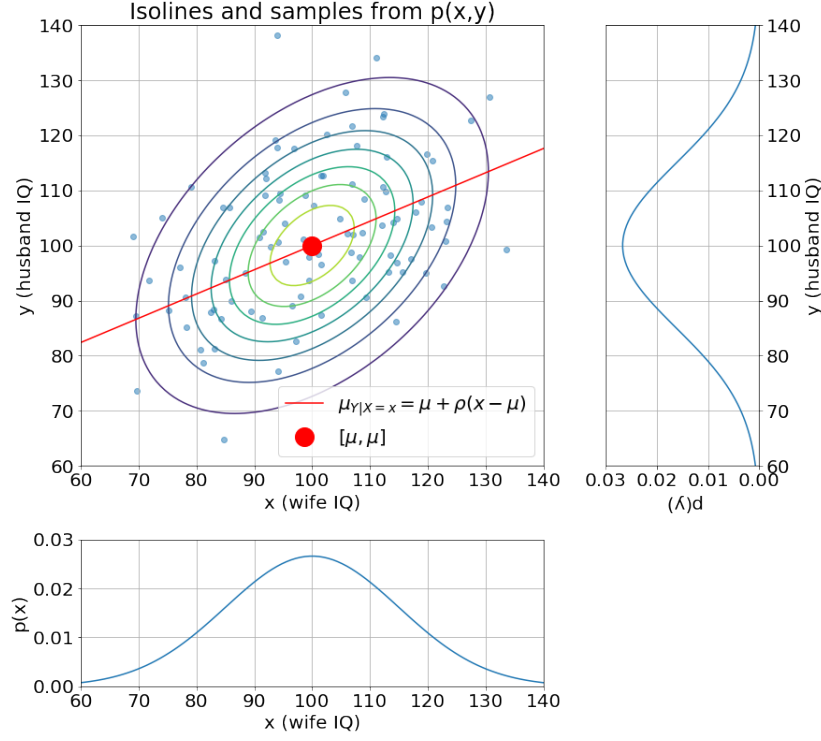 Isolines and samples from p(x,y)
140
130
120
110
100
90
80
70
60
y (husband IQ)
60 70 80 90 100 110 120 130 140
x (wife IQ)
μ_{Y|X=x} = μ + ρ(x − μ)
[μ, μ]
140
130
120
110
100
90
80
70
60
y (husband IQ)
0.03 0.02 0.01 0.00
p(y)
0.03
0.02
0.01
0.00
p(x)
60 70 80 90 100 110 120 130 140
x (wife IQ)